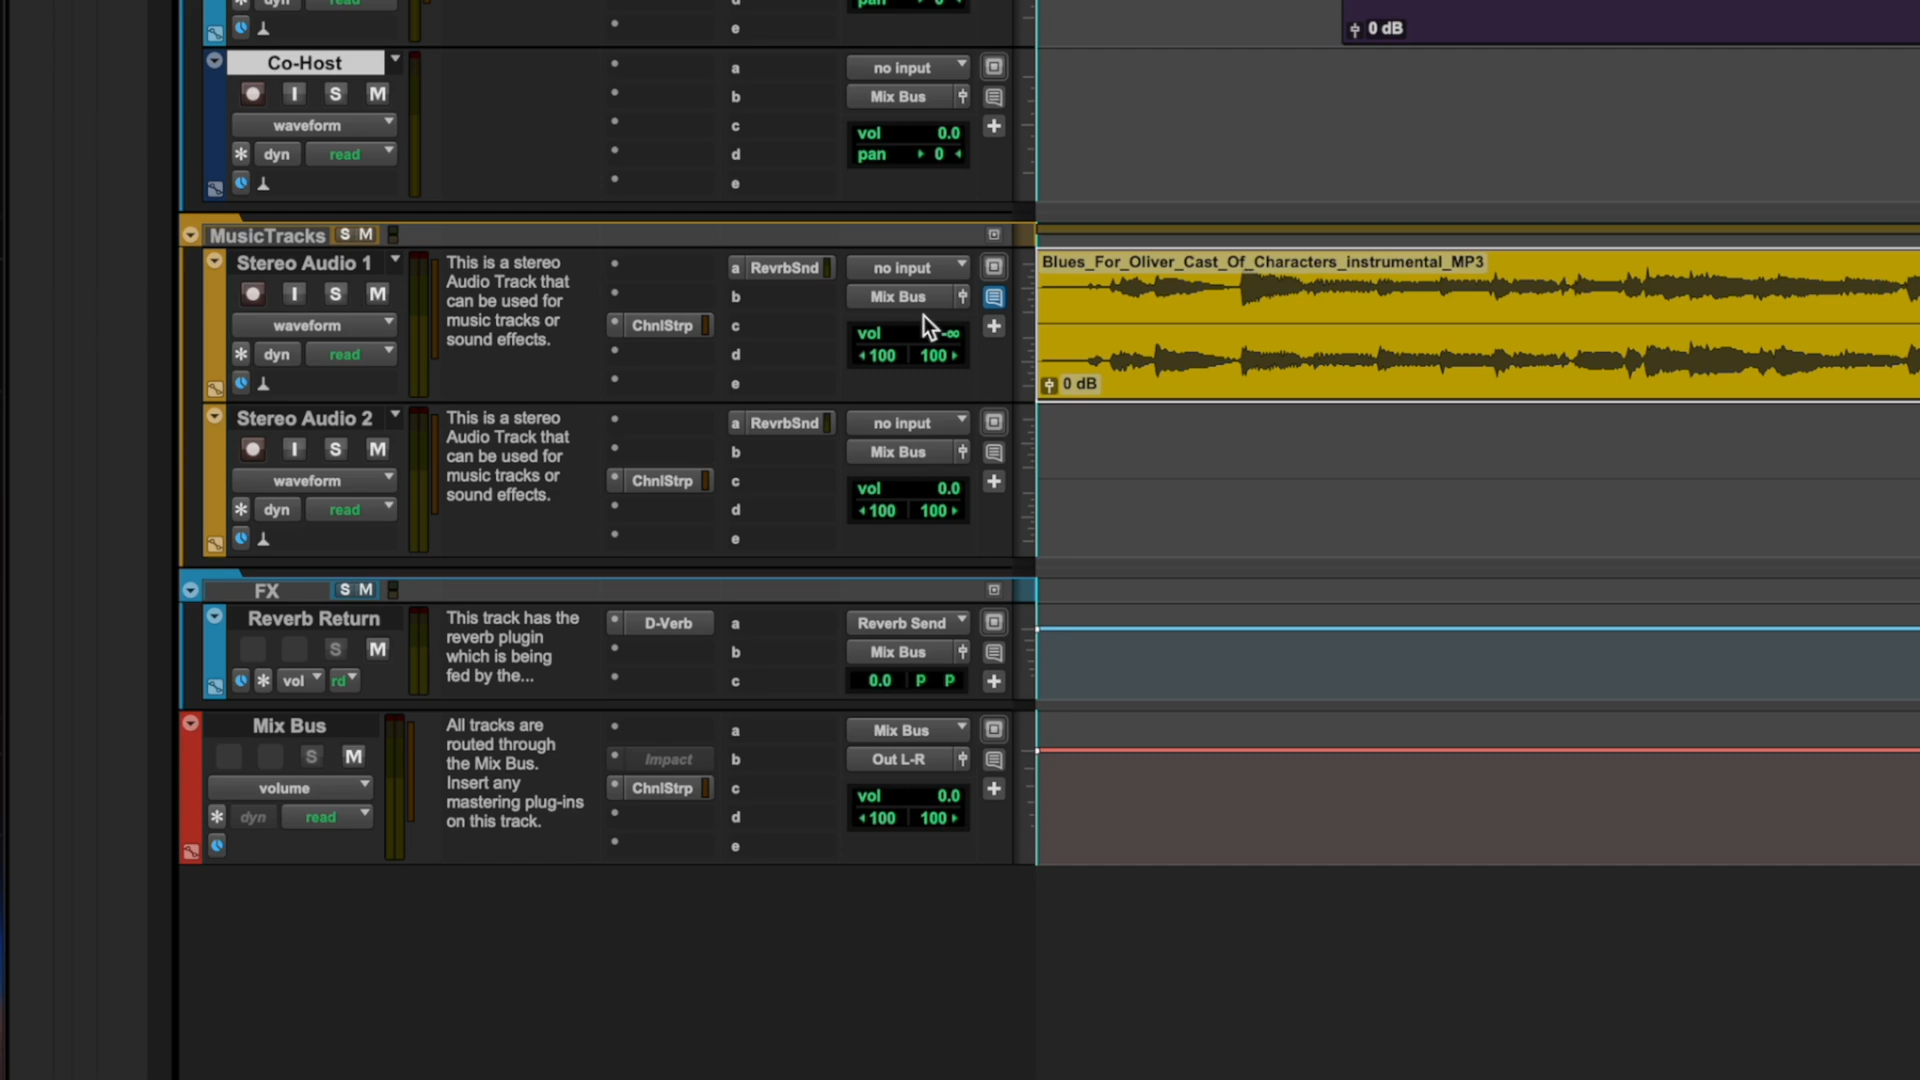 dyn read
d
pan 0
e
0 dB
Co-Host
a no input
I S M
b Mix Bus
waveform
c
vol 0.0
dyn read
d
pan 0
e
MusicTracks S M
Stereo Audio 1
This is a stereo
Audio Track that
can be used for
music tracks or
sound effects.
a RevrbSnd
no input
Blues_For_Oliver_Cast_Of_Characters_instrumental_MP3
I S M
b
Mix Bus
waveform
ChnlStrp
c
vol -∞
dyn read
d
100 100
e
0 dB
Stereo Audio 2
This is a stereo
Audio Track that
can be used for
music tracks or
sound effects.
a RevrbSnd
no input
I S M
b
Mix Bus
waveform
ChnlStrp
c
vol 0.0
dyn read
d
100 100
e
FX S M
Reverb Return
This track has the
reverb plugin
which is being
fed by the...
D-Verb
a
Reverb Send
S M
b
Mix Bus
vol rd
c
0.0 P P
Mix Bus
All tracks are
routed through
the Mix Bus.
Insert any
mastering plug-ins
on this track.
a
Mix Bus
S M
Impact
b
Out L-R
volume
ChnlStrp
c
vol 0.0
dyn read
d
100 100
e